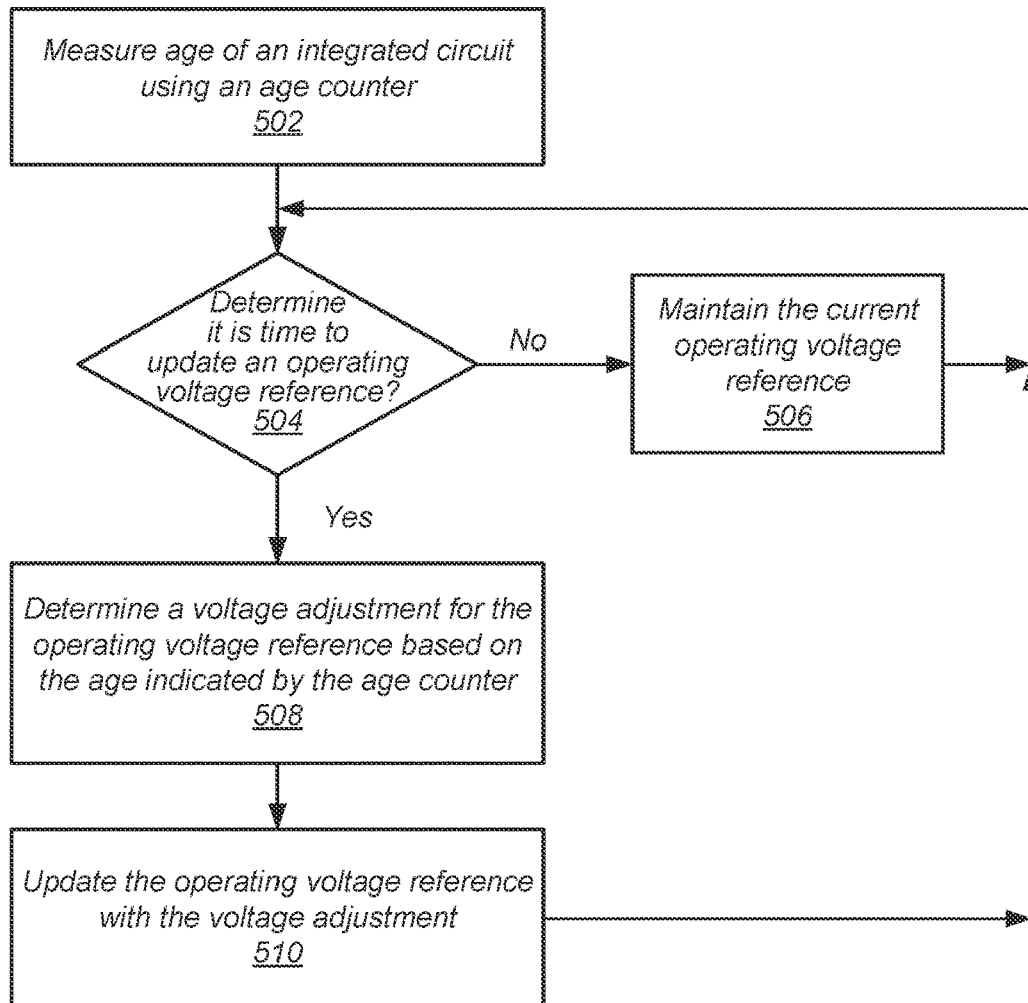 Measure age of an integrated circuit
using an age counter
502
Determine
it is time to
update an operating
voltage reference?
504
No
Maintain the current
operating voltage
reference
506
Yes
Determine a voltage adjustment for the
operating voltage reference based on
the age indicated by the age counter
508
Update the operating voltage reference
with the voltage adjustment
510